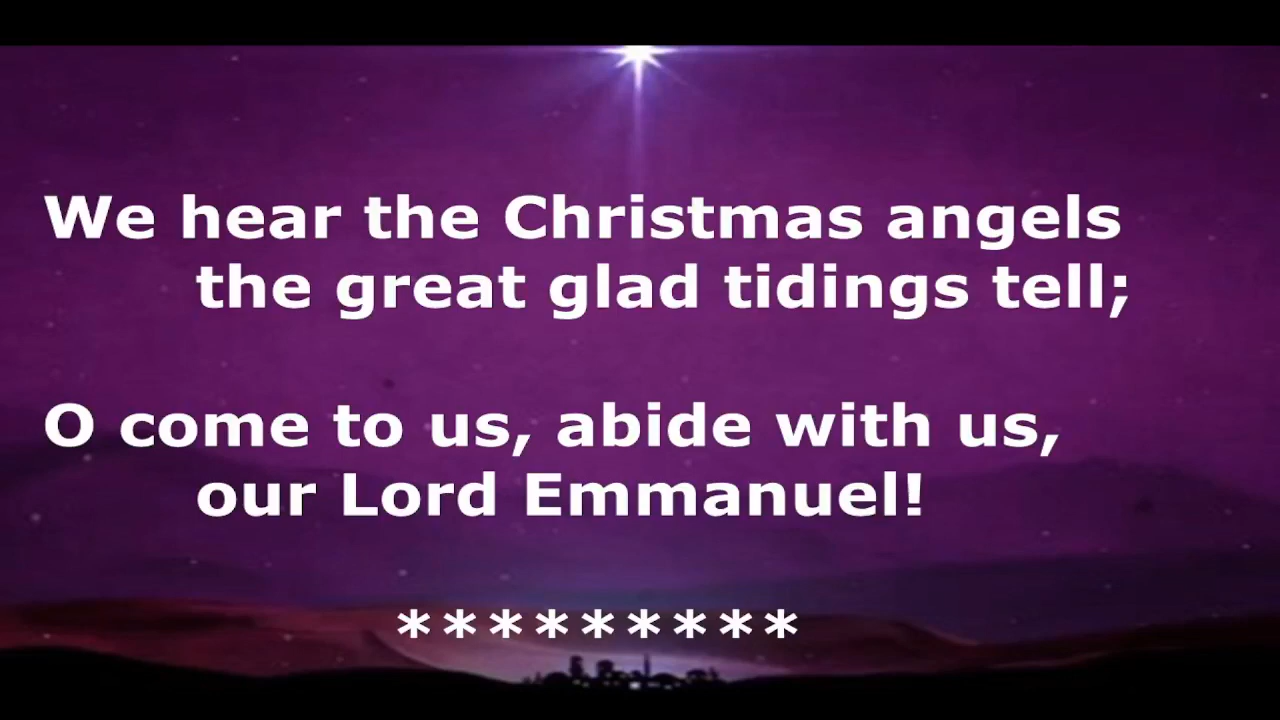 We hear the Christmas angels
the great glad tidings tell;
O come to us, abide with us,
our Lord Emmanuel!
*********